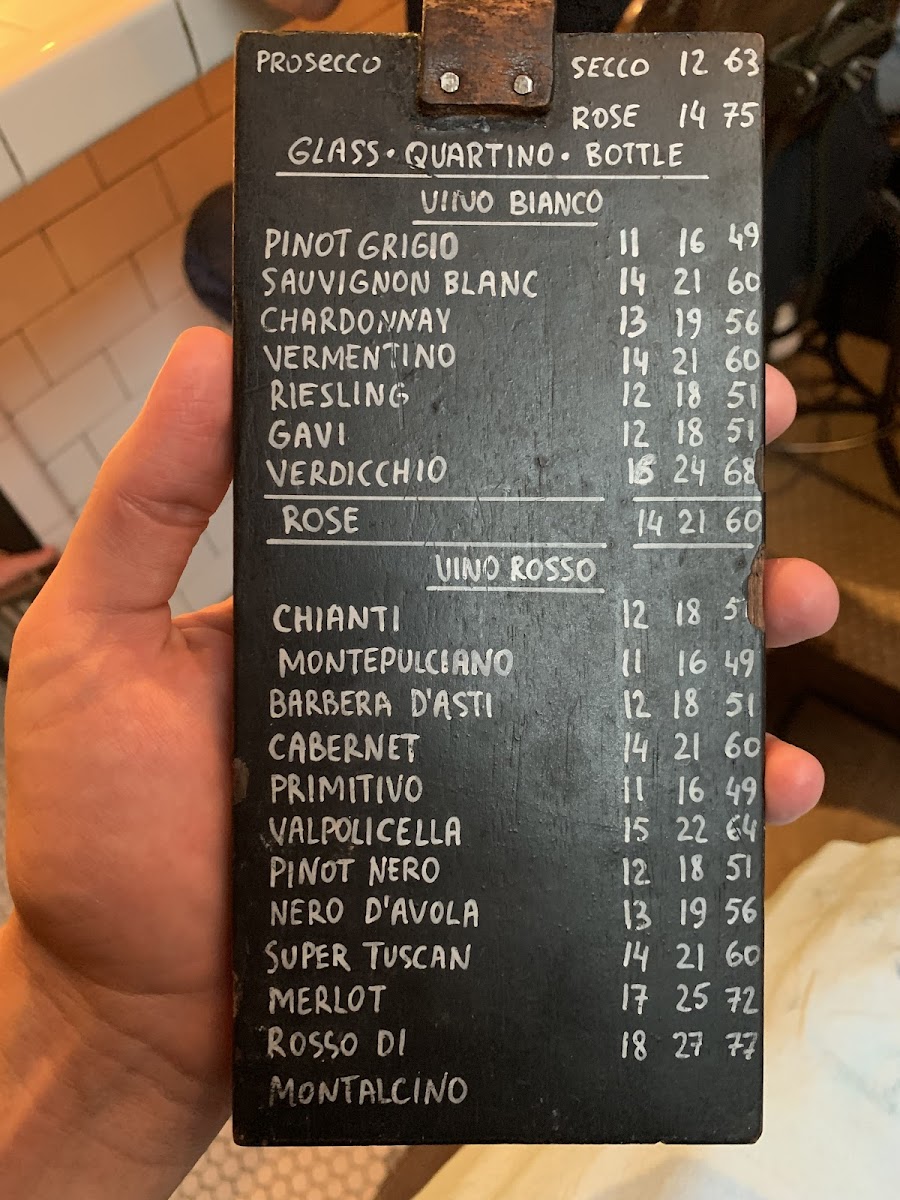 PROSECCO SECCO 12 63
ROSE 14 75
GLASS • QUARTINO • BOTTLE
VINO BIANCO
PINOT GRIGIO 11 16 49
SAUVIGNON BLANC 14 21 60
CHARDONNAY 13 19 56
VERMENTINO 14 21 60
RIESLING 12 18 51
GAVI 12 18 51
VERDICCHIO 24 68
ROSE 14 21 60
VINO ROSSO
CHIANTI 12 18
MONTEPULCIANO 11 16 49
BARBERA D'ASTI 12 18 51
CABERNET 14 21 60
PRIMITIVO 11 16 49
VALPOLICELLA 15 22 64
PINOT NERO 12 18 51
NERO D'AVOLA 13 19 56
SUPER TUSCAN 14 21 60
MERLOT 17 25 72
ROSSO DI 18 27 77
MONTALCINO